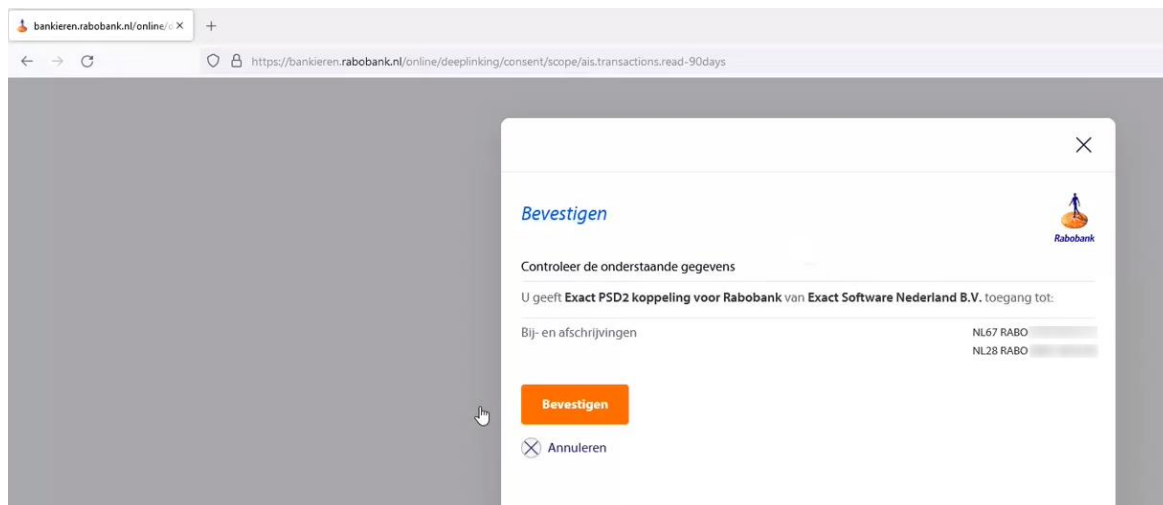 bankieren.rabobank.nl/online/
https://bankieren.rabobank.nl/online/deeplinking/consent/scope/ais.transactions.read-90days
Bevestigen
Rabobank
Controleer de onderstaande gegevens
U geeft Exact PSD2 koppeling voor Rabobank van Exact Software Nederland B.V. toegang tot:
Bij- en afschrijvingen NL67 RABO
NL28 RABO
Bevestigen
Annuleren